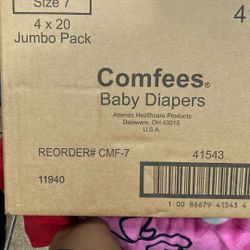 Size 7
4
4 x 20
Jumbo Pack
Comfees®
Baby Diapers
Attends Healthcare Products
Delaware, OH 43015
U.S.A.
REORDER# CMF-7
41543
11940
1 00 86679 41543 4